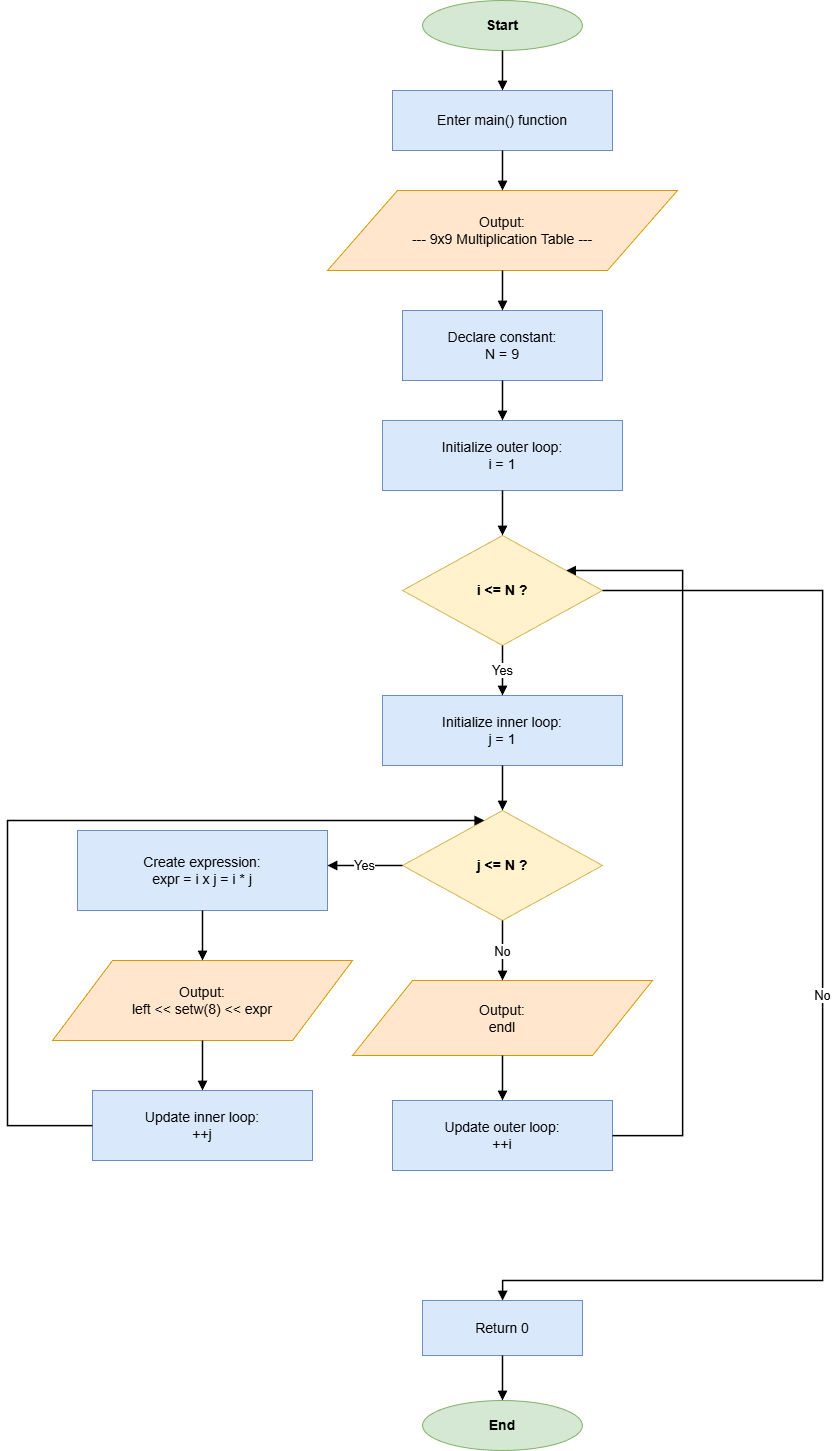 Start
Enter main() function
Output:
--- 9x9 Multiplication Table ---
Declare constant:
N = 9
Initialize outer loop:
i = 1
i <= N ?
Yes
Initialize inner loop:
j = 1
j <= N ?
Yes
Create expression:
expr = i x j = i * j
Output:
left << setw(8) << expr
Update inner loop:
++j
No
Output:
endl
Update outer loop:
++i
No
Return 0
End